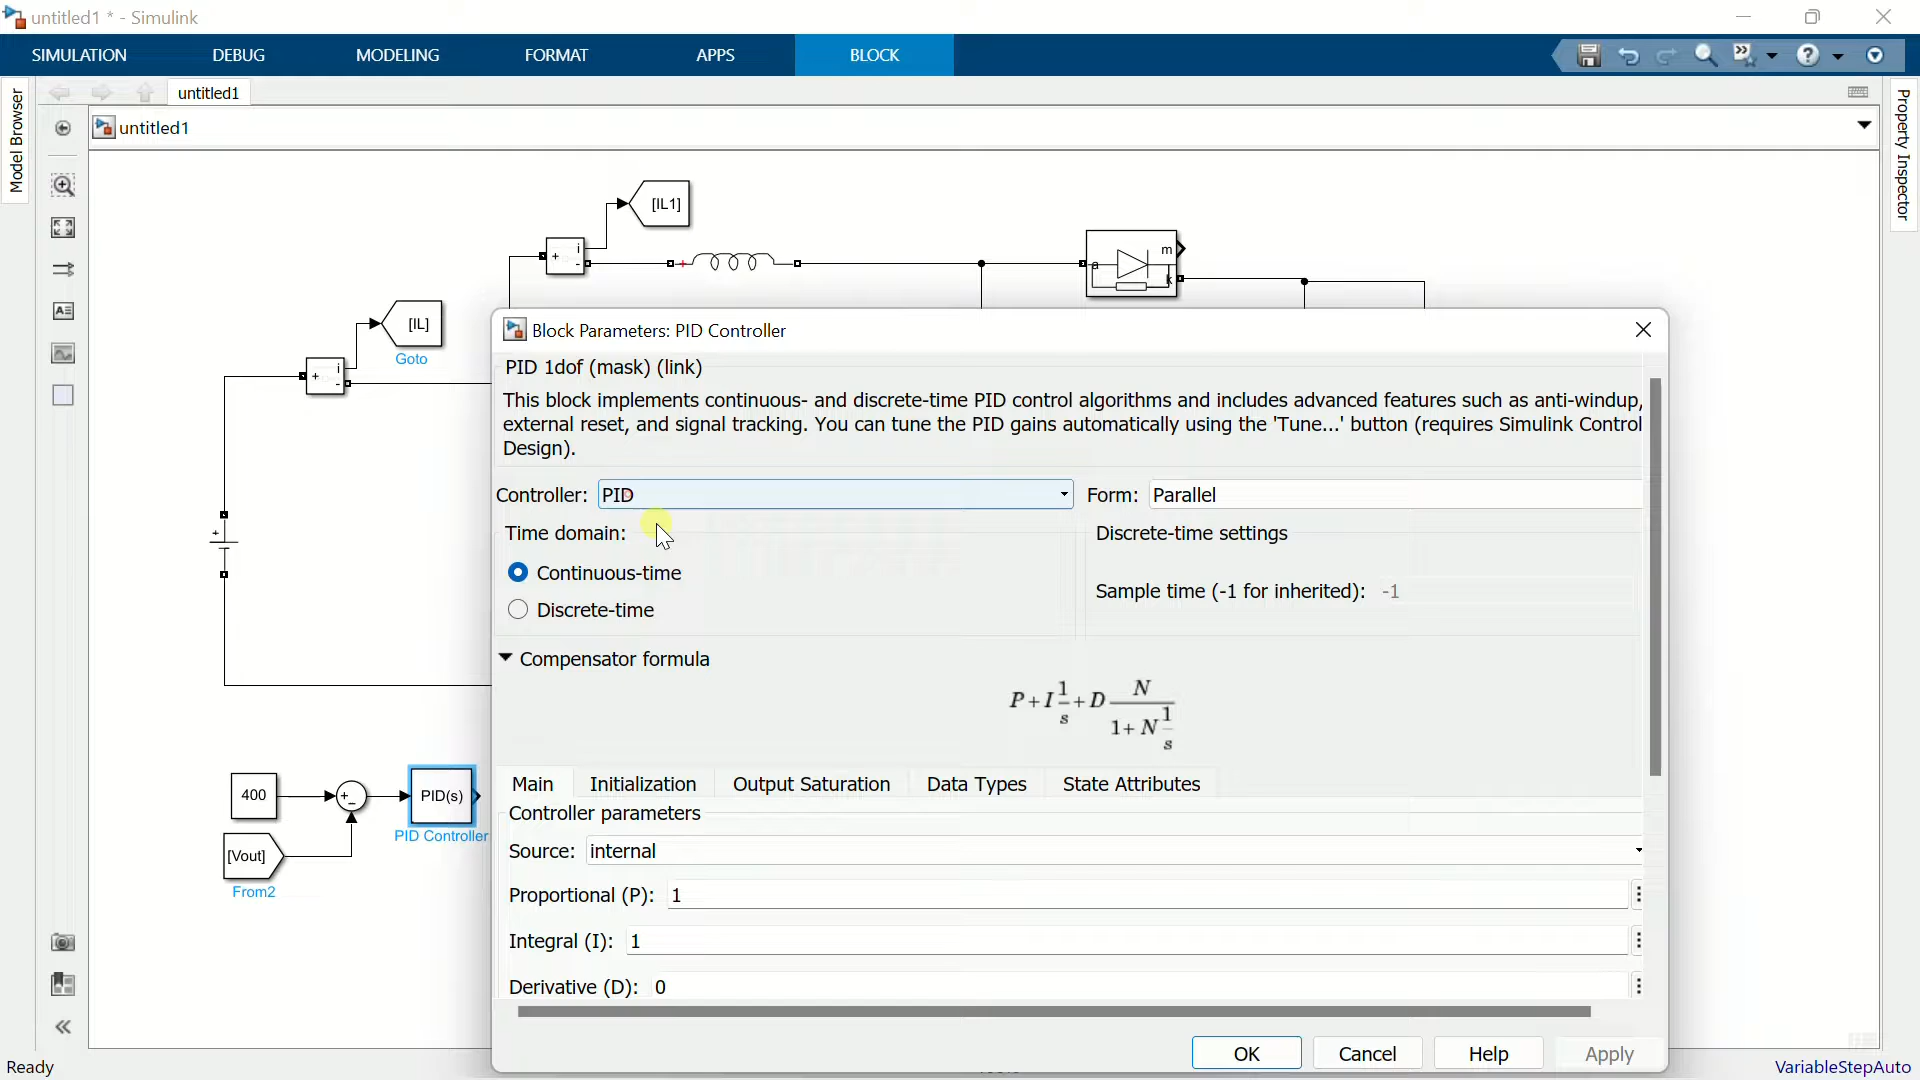 untitled1 * - Simulink
SIMULATION DEBUG MODELING FORMAT APPS BLOCK
Model Browser
untitled1
untitled1
Property Inspector
[IL1]
i
+
-
+
m
a
k
[IL]
Goto
i
+
-
+
Block Parameters: PID Controller
PID 1dof (mask) (link)
This block implements continuous- and discrete-time PID control algorithms and includes advanced features such as anti-windup,
external reset, and signal tracking. You can tune the PID gains automatically using the 'Tune...' button (requires Simulink Control
Design).
Controller: PID Form: Parallel
Time domain: Discrete-time settings
Continuous-time
Sample time (-1 for inherited): -1
Discrete-time
Compensator formula
P+I 1/s +D N/(1+N 1/s)
Main Initialization Output Saturation Data Types State Attributes
Controller parameters
Source: internal
Proportional (P): 1
Integral (I): 1
Derivative (D): 0
OK Cancel Help Apply
400
+
-
PID(s)
PID Controller
[Vout]
From2
Ready
VariableStepAuto